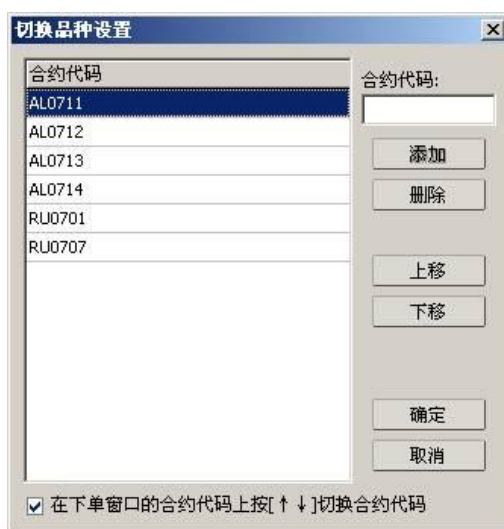 切换品种设置
合约代码
合约代码:
AL0711
AL0712
添加
AL0713
AL0714
删除
RU0701
RU0707
上移
下移
确定
取消
在下单窗口的合约代码上按[↑↓]切换合约代码